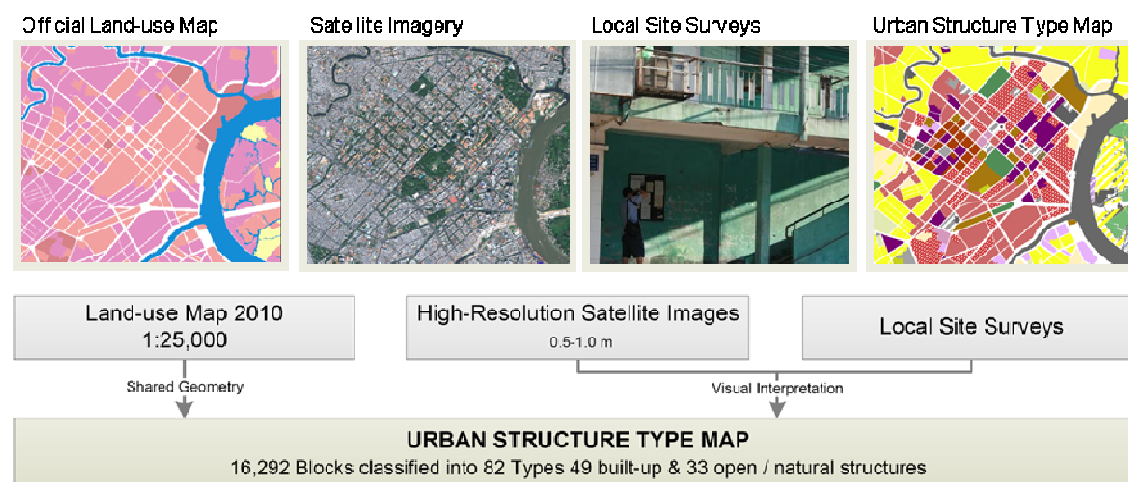 Official Land-use Map
Satellite Imagery
Local Site Surveys
Urban Structure Type Map
Land-use Map 2010
1:25,000
High-Resolution Satellite Images
0.5-1.0 m
Local Site Surveys
Shared Geometry
Visual Interpretation
URBAN STRUCTURE TYPE MAP
16,292 Blocks classified into 82 Types 49 built-up & 33 open / natural structures